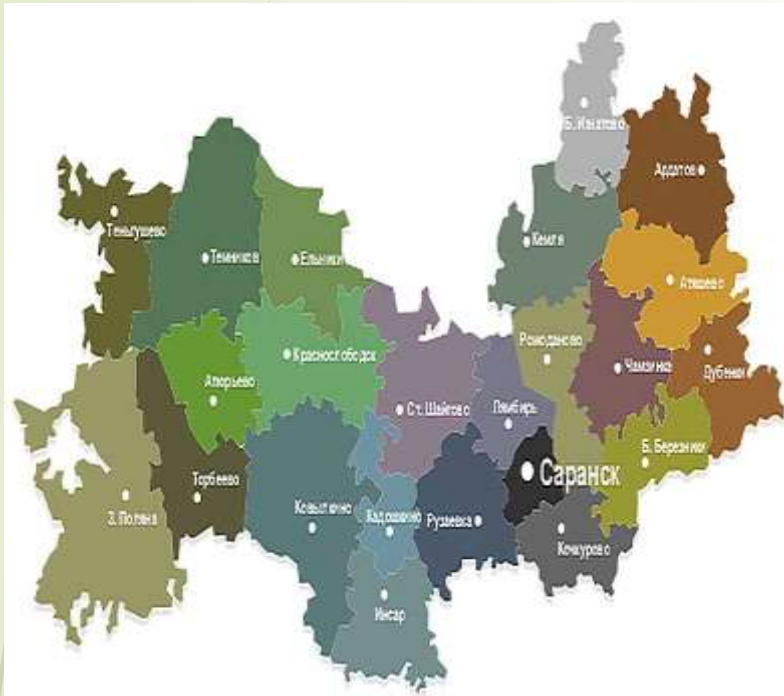 Б. Игнатово
Ардатов
Теньгушево
Темников
Ельники
Кемля
Атяшево
Краснослободск
Ромоданово
Чамзинка
Дубенки
Атюрьево
Ст. Шайгово
Лямбирь
Б. Березники
Саранск
Торбеево
З. Поляна
Ковылкино
Кадошкино
Рузаевка
Кочкурово
Инсар